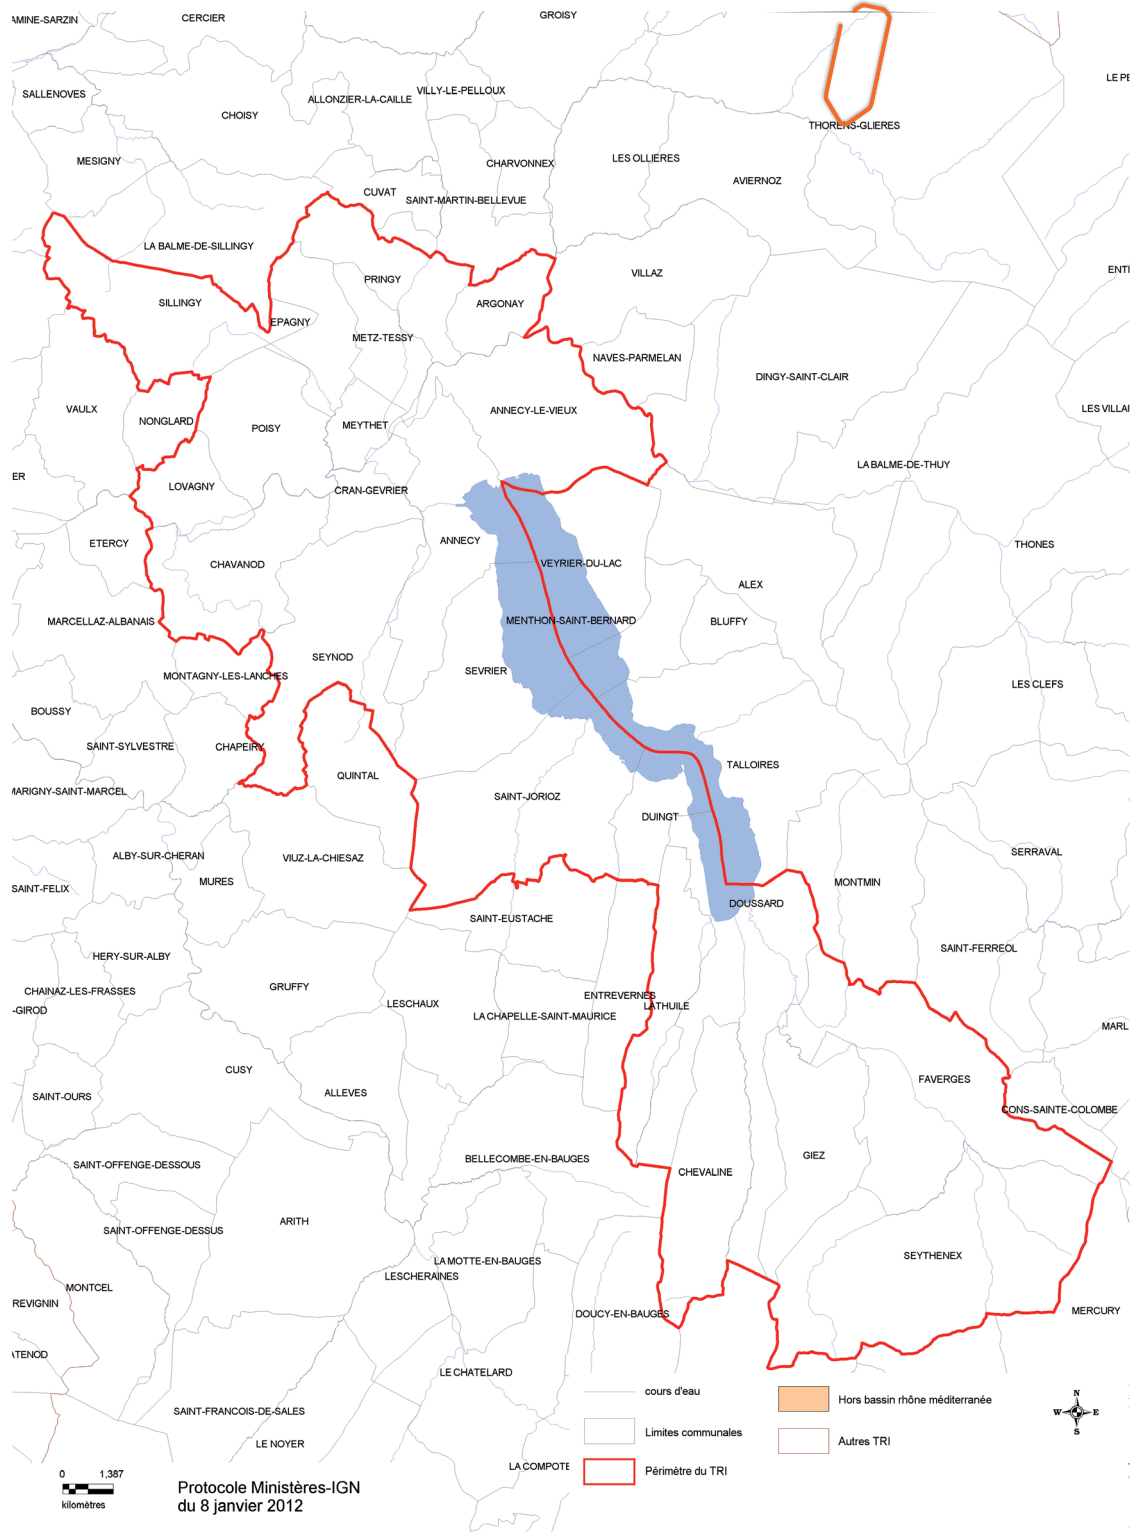 AMINE-SARZIN
CERCIER
GROISY
LE PE
SALLENOVES
CHOISY
ALLONZIER-LA-CAILLE
VILLY-LE-PELLOUX
THORENS-GLIERES
MESIGNY
CHARVONNEX
LES OLLIERES
AVIERNOZ
CUVAT
SAINT-MARTIN-BELLEVUE
LA BALME-DE-SILLINGY
PRINGY
VILLAZ
ENTI
SILLINGY
ARGONAY
EPAGNY
METZ-TESSY
NAVES-PARMELAN
DINGY-SAINT-CLAIR
VAULX
NONGLARD
POISY
MEYTHET
ANNECY-LE-VIEUX
LES VILLAI
LA BALME-DE-THUY
ER
LOVAGNY
CRAN-GEVRIER
ETERCY
CHAVANOD
ANNECY
VEYRIER-DU-LAC
THONES
ALEX
MARCELLAZ-ALBANAIS
MENTHON-SAINT-BERNARD
BLUFFY
SEYNOD
SEVRIER
MONTAGNY-LES-LANCHES
LES CLEFS
BOUSSY
SAINT-SYLVESTRE
CHAPEIRY
QUINTAL
TALLOIRES
MARIGNY-SAINT-MARCEL
SAINT-JORIOZ
DUINGT
ALBY-SUR-CHERAN
VIUZ-LA-CHIESAZ
SERRAVAL
SAINT-FELIX
MURES
MONTMIN
DOUSSARD
SAINT-EUSTACHE
HERY-SUR-ALBY
SAINT-FERREOL
CHAINAZ-LES-FRASSES
GRUFFY
LESCHAUX
ENTREVERNES
LATHUILE
-GIROD
LA CHAPELLE-SAINT-MAURICE
MARL
CUSY
FAVERGES
SAINT-OURS
ALLEVES
CONS-SAINTE-COLOMBE
SAINT-OFFENGE-DESSOUS
BELLECOMBE-EN-BAUGES
CHEVALINE
GIEZ
SAINT-OFFENGE-DESSUS
ARITH
LA MOTTE-EN-BAUGES
SEYTHENEX
LESCHERAINES
MONTCEL
REVIGNIN
DOUCY-EN-BAUGES
MERCURY
ATENOD
LE CHATELARD
SAINT-FRANCOIS-DE-SALES
LE NOYER
LA COMPOTE
cours d'eau
Limites communales
Périmètre du TRI
Hors bassin rhône méditerranée
Autres TRI
N
W E
S
0 1,387
kilomètres
Protocole Ministères-IGN
du 8 janvier 2012